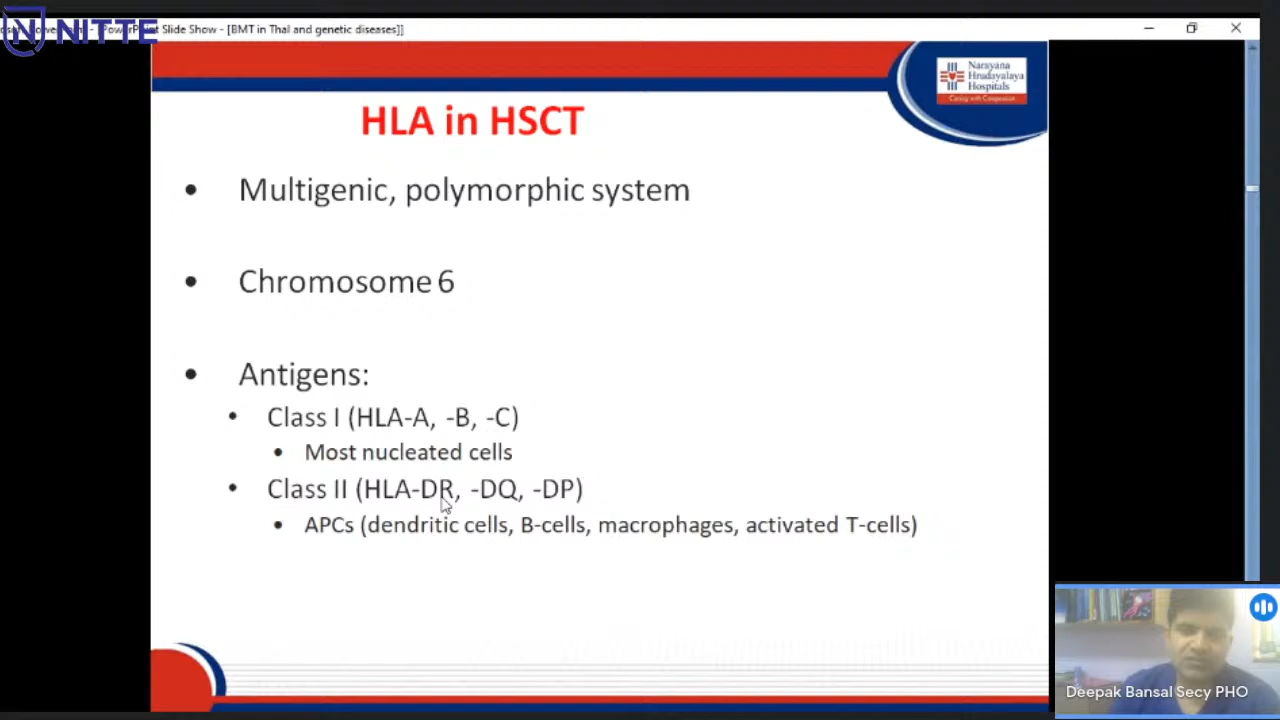 PowerPoint Slide Show - [BMT in Thal and genetic diseases]]
NITTE
Narayana
Hrudayalaya
Hospitals
Caring with Compassion
HLA in HSCT
• Multigenic, polymorphic system
• Chromosome 6
• Antigens:
• Class I (HLA-A, -B, -C)
• Most nucleated cells
• Class II (HLA-DR, -DQ, -DP)
• APCs (dendritic cells, B-cells, macrophages, activated T-cells)
Deepak Bansal Secy PHO